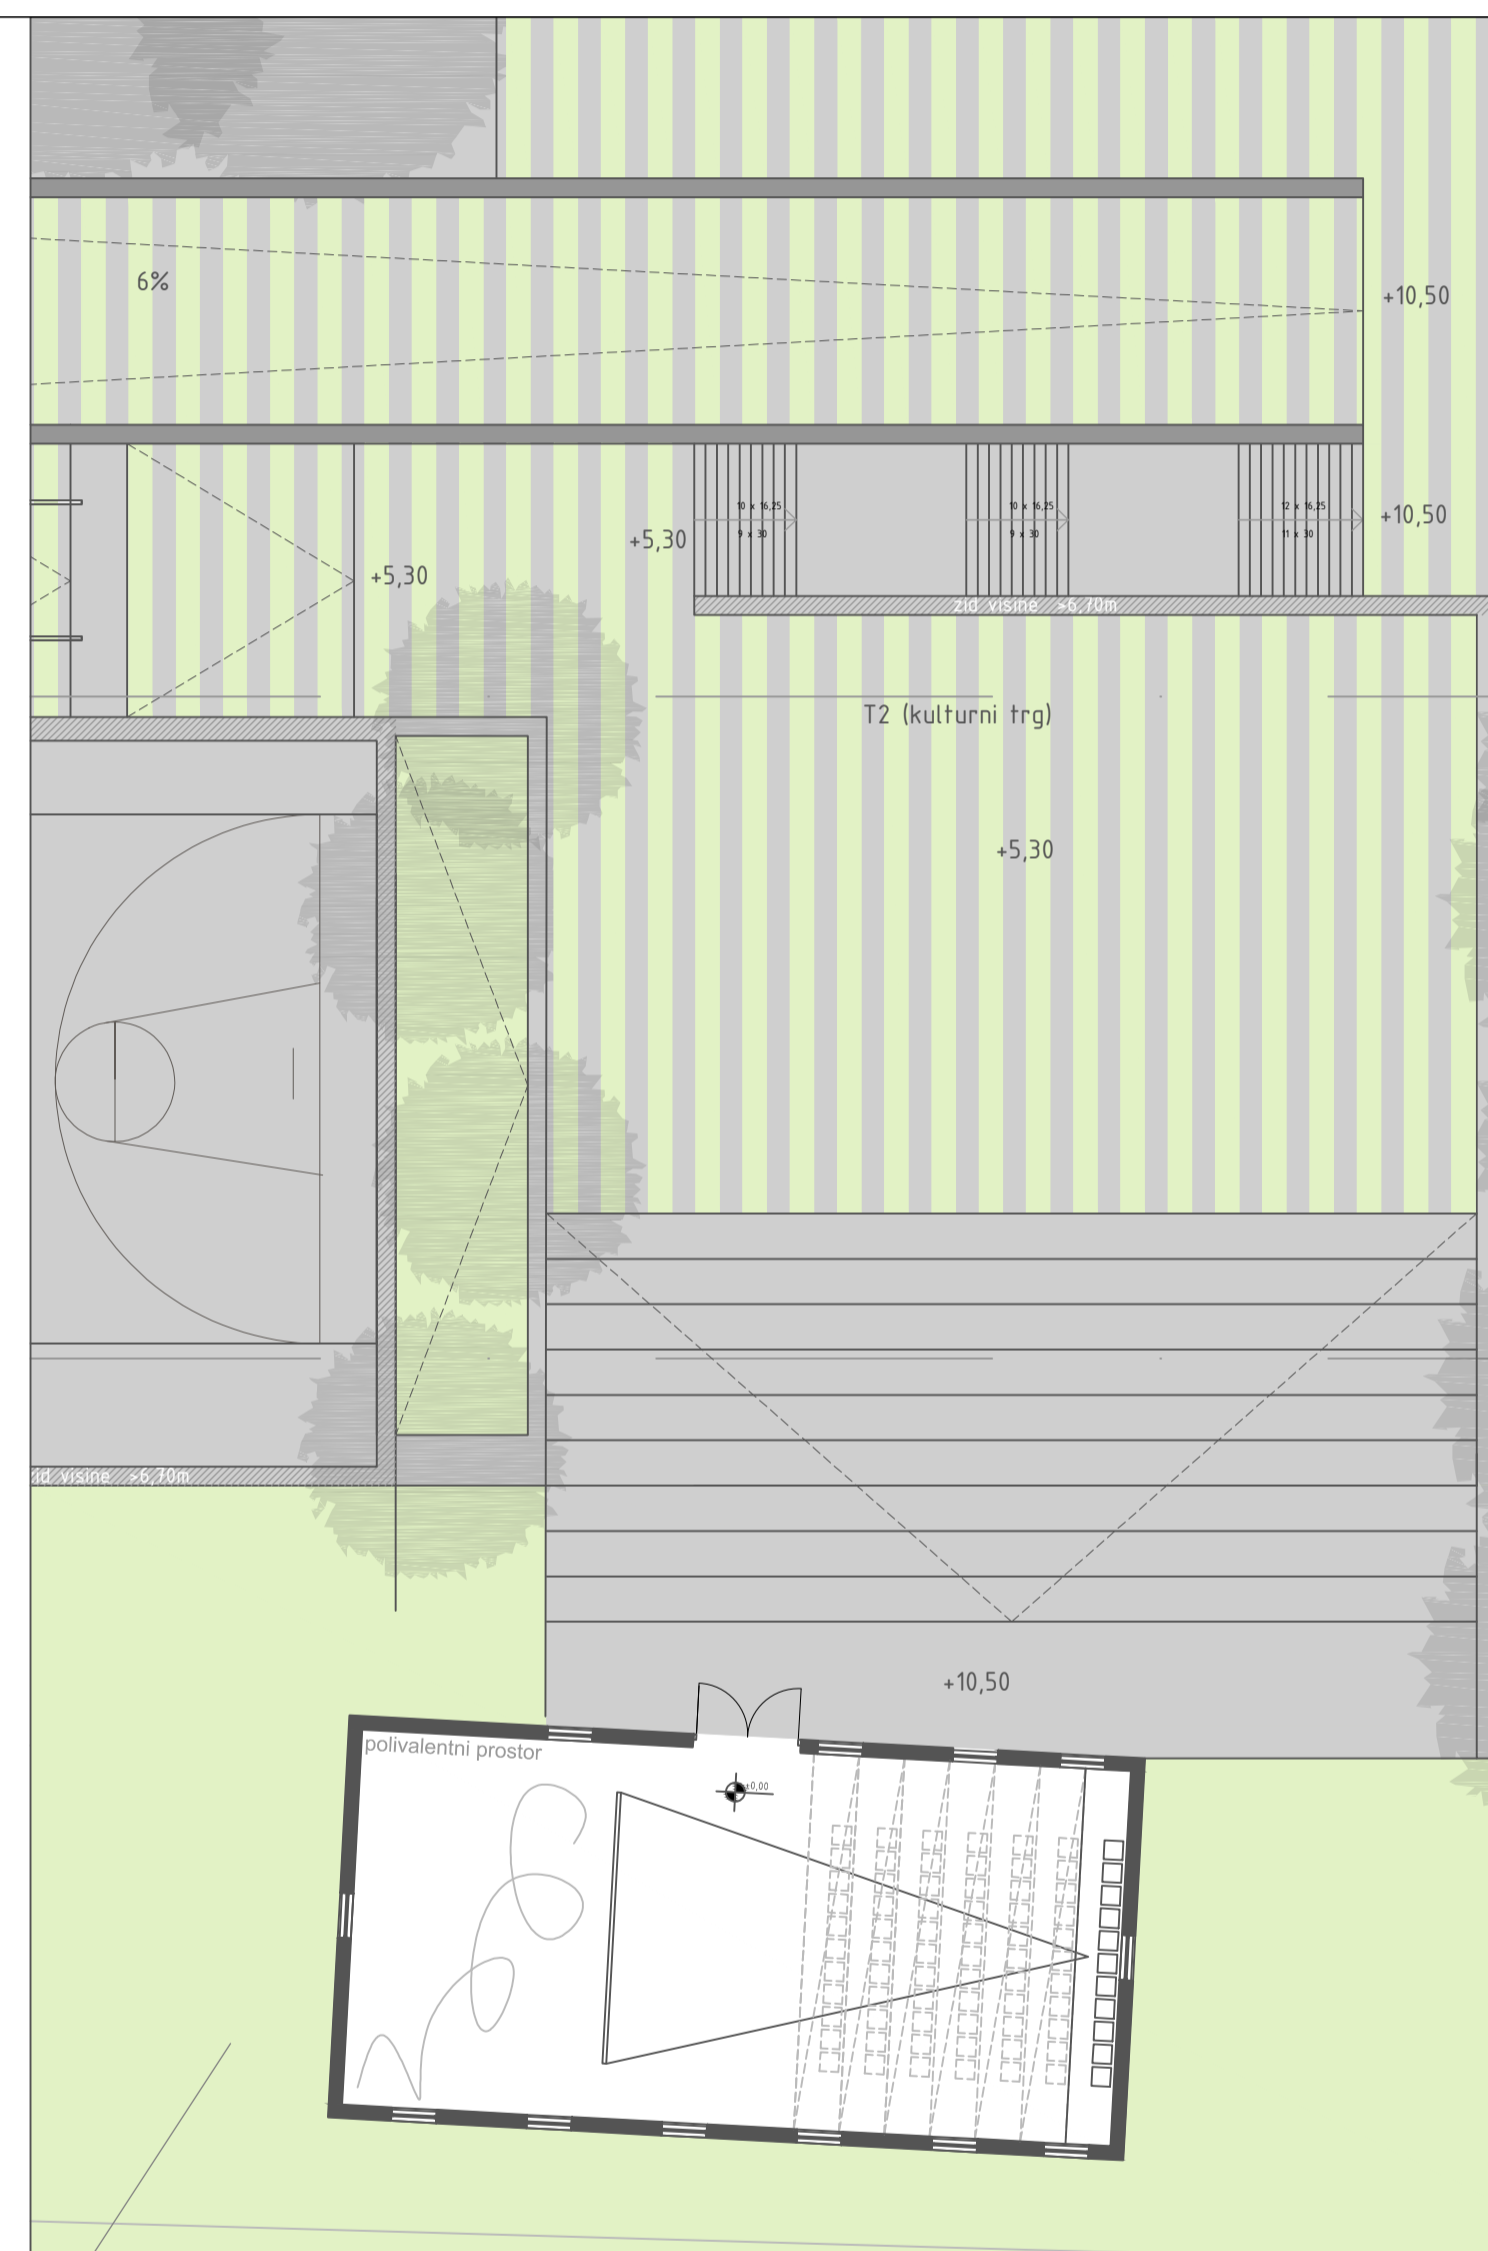 6%
+10,50
10 x 16,25
9 x 30
10 x 16,25
9 x 30
12 x 16,25
11 x 30
+10,50
+5,30
+5,30
zid visine >6,70m
T2 (kulturni trg)
+5,30
zid visine >6,70m
+10,50
polivalentni prostor
±0,00